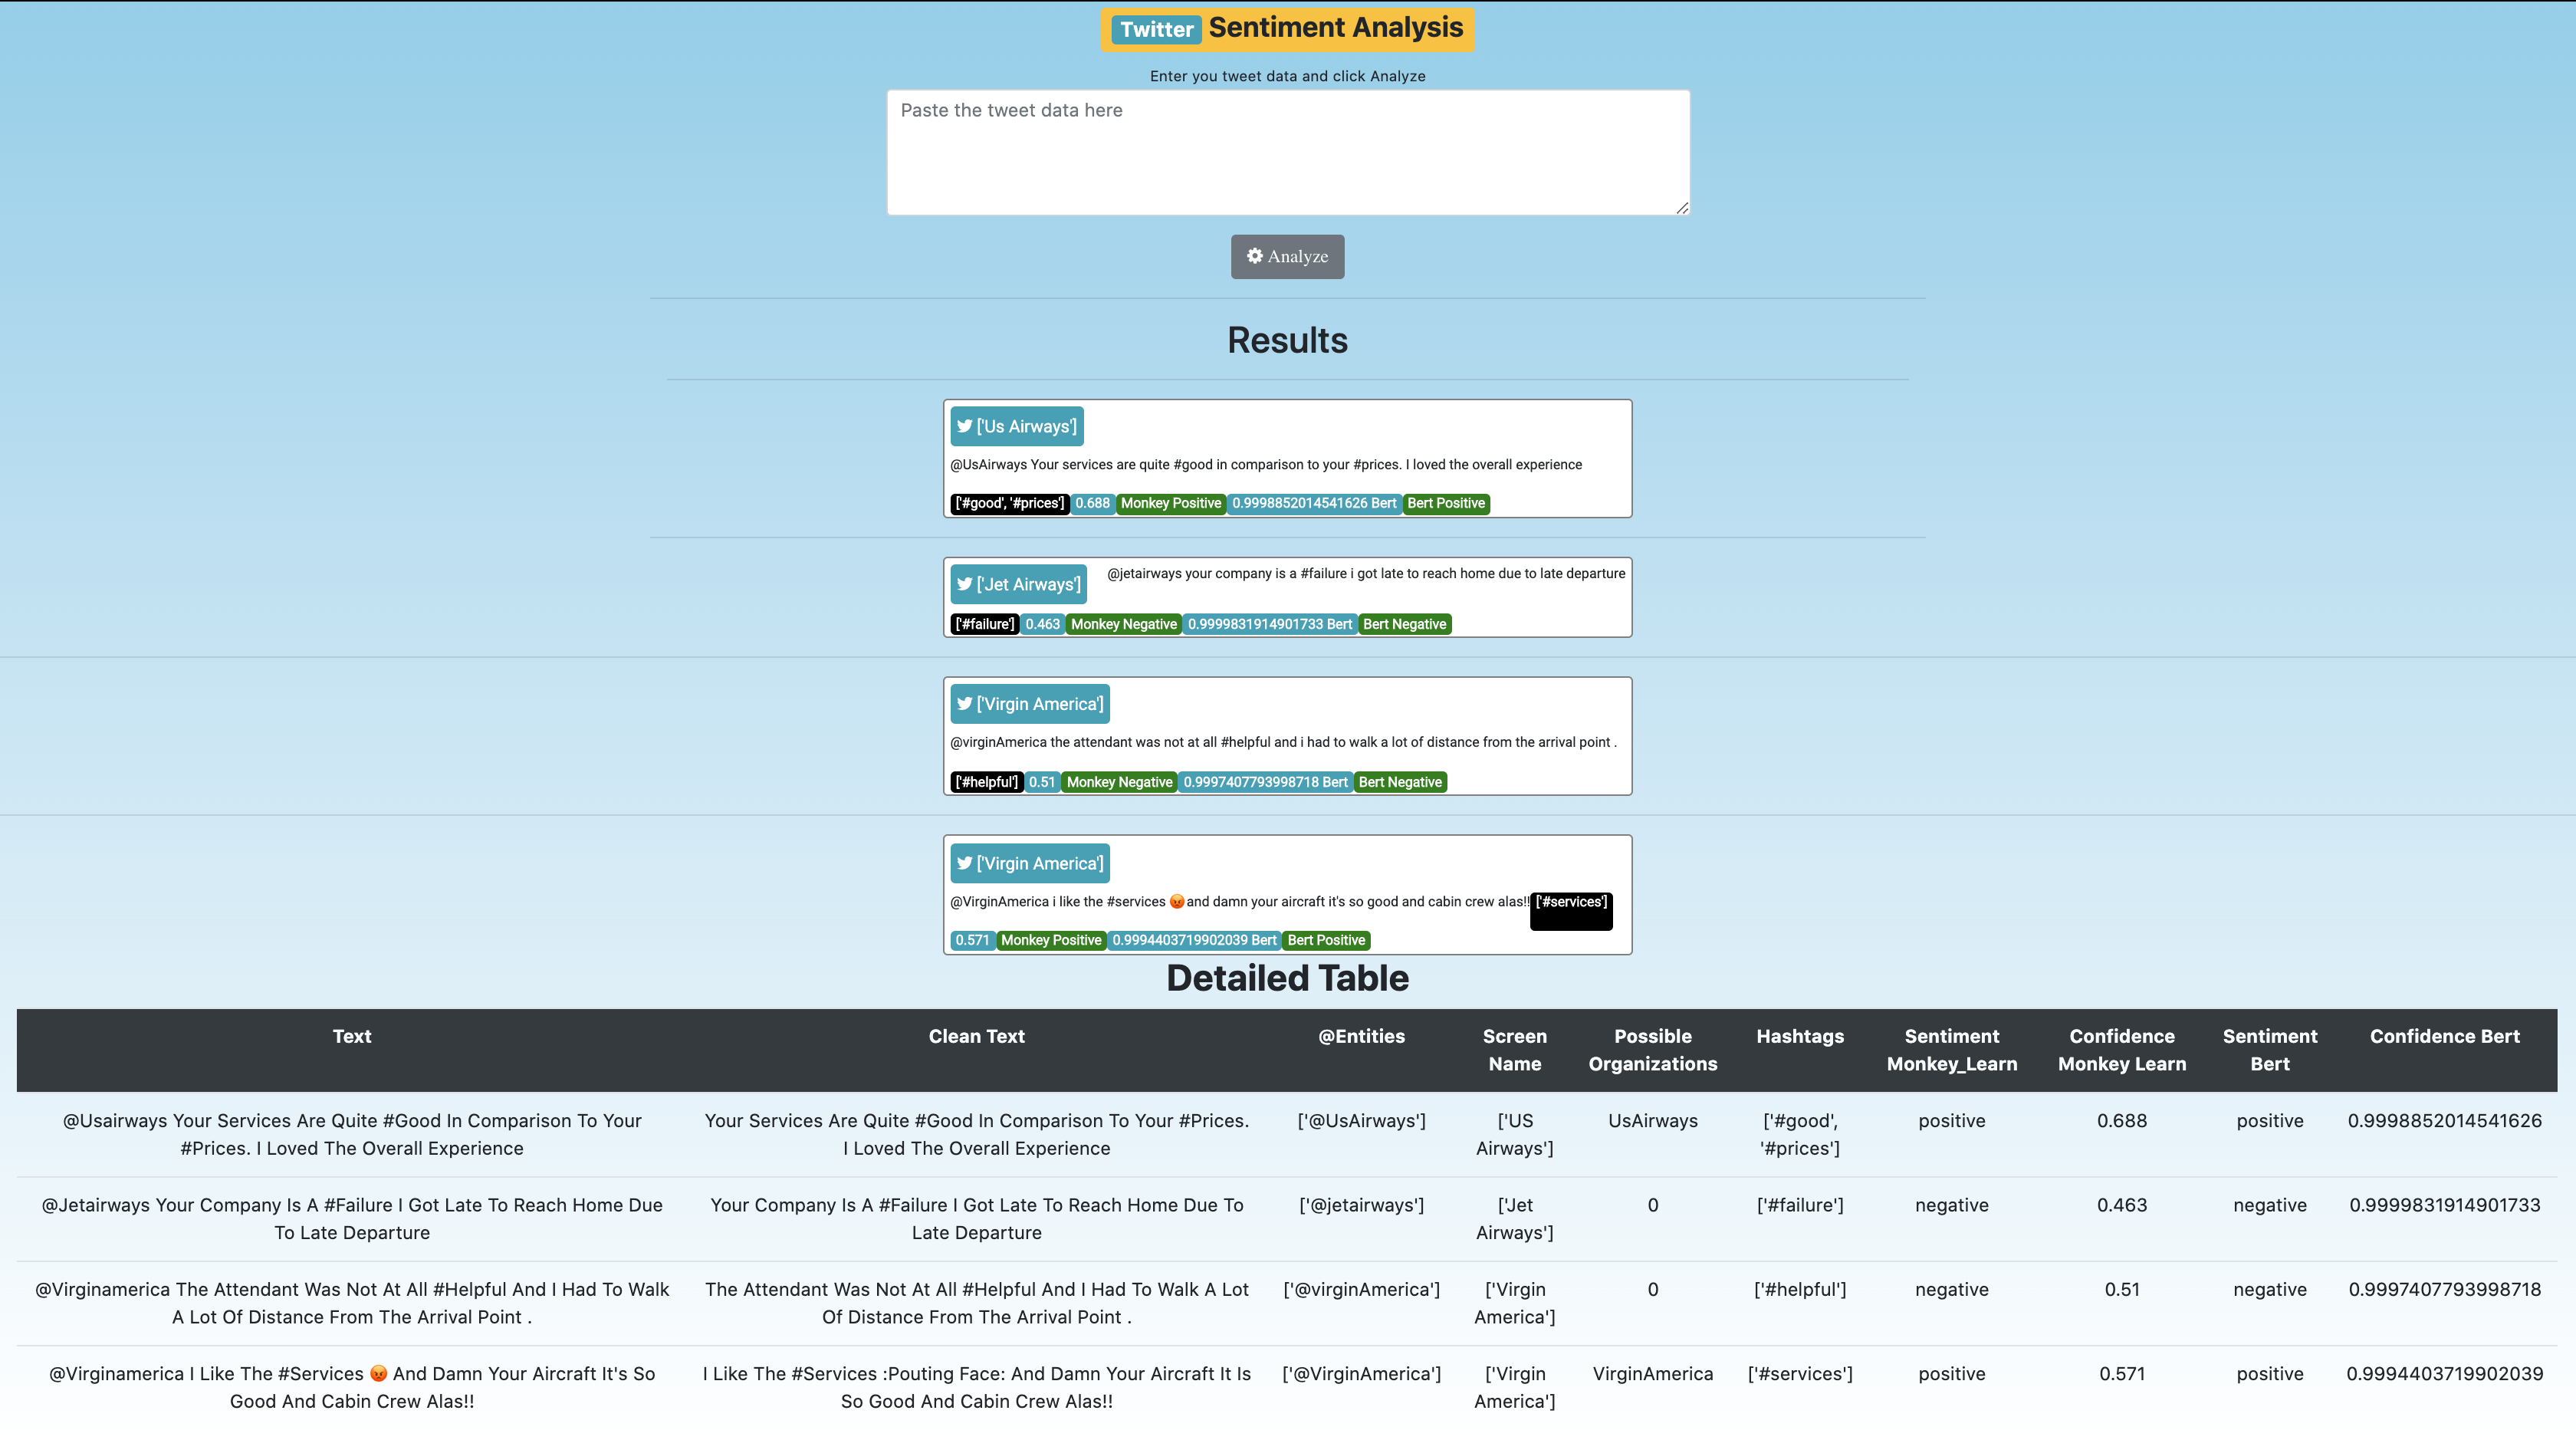 Twitter Sentiment Analysis
Enter you tweet data and click Analyze
Paste the tweet data here
Analyze
Results
['Us Airways']
@UsAirways Your services are quite #good in comparison to your #prices. I loved the overall experience
['#good', '#prices'] 0.688 Monkey Positive 0.9998852014541626 Bert Bert Positive
['Jet Airways'] @jetairways your company is a #failure i got late to reach home due to late departure
['#failure'] 0.463 Monkey Negative 0.9999831914901733 Bert Bert Negative
['Virgin America']
@virginAmerica the attendant was not at all #helpful and i had to walk a lot of distance from the arrival point .
['#helpful'] 0.51 Monkey Negative 0.9997407793998718 Bert Bert Negative
['Virgin America']
@VirginAmerica i like the #services 😡 and damn your aircraft it's so good and cabin crew alas!! ['#services']
0.571 Monkey Positive 0.9994403719902039 Bert Bert Positive
Detailed Table
Text Clean Text @Entities Screen Possible Hashtags Sentiment Confidence Sentiment Confidence Bert
Name Organizations Monkey_Learn Monkey Learn Bert
@Usairways Your Services Are Quite #Good In Comparison To Your Your Services Are Quite #Good In Comparison To Your #Prices. ['@UsAirways'] ['US UsAirways ['#good', positive 0.688 positive 0.9998852014541626
#Prices. I Loved The Overall Experience I Loved The Overall Experience Airways'] '#prices']
@Jetairways Your Company Is A #Failure I Got Late To Reach Home Due Your Company Is A #Failure I Got Late To Reach Home Due To ['@jetairways'] ['Jet 0 ['#failure'] negative 0.463 negative 0.9999831914901733
To Late Departure Late Departure Airways']
@Virginamerica The Attendant Was Not At All #Helpful And I Had To Walk The Attendant Was Not At All #Helpful And I Had To Walk A Lot ['@virginAmerica'] ['Virgin 0 ['#helpful'] negative 0.51 negative 0.9997407793998718
A Lot Of Distance From The Arrival Point . Of Distance From The Arrival Point . America']
@Virginamerica I Like The #Services 😡 And Damn Your Aircraft It's So I Like The #Services :Pouting Face: And Damn Your Aircraft It Is ['@VirginAmerica'] ['Virgin VirginAmerica ['#services'] positive 0.571 positive 0.9994403719902039
Good And Cabin Crew Alas!! So Good And Cabin Crew Alas!! America']